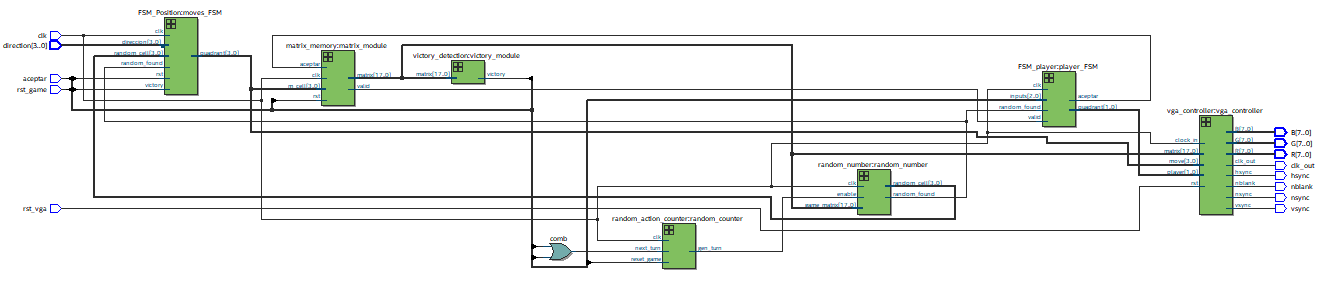 FSM_Position:moves_FSM
clk
direction[3..0]
random_cell[3..0]
random_found
rst
victory
quadrant[3..0]
clk
direction[3..0]
aceptar
rst_game
rst_vga
matrix_memory:matrix_module
aceptar
clk
m_cell[3..0]
rst
matrix[17..0]
valid
victory_detection:victory_module
matrix[17..0]
victory
comb
random_action_counter:random_counter
clk
next_turn
reset_game
gen_turn
random_number:random_number
clk
enable
game_matrix[17..0]
random_cell[3..0]
random_found
FSM_player:player_FSM
clk
inputs[2..0]
random_found
valid
aceptar
quadrant[1..0]
vga_controller:vga_controller
clock_in
matrix[17..0]
move[3..0]
player[1..0]
rst
B[7..0]
G[7..0]
R[7..0]
clk_out
hsync
nblank
nsync
vsync
B[7..0]
G[7..0]
R[7..0]
clk_out
hsync
nblank
nsync
vsync